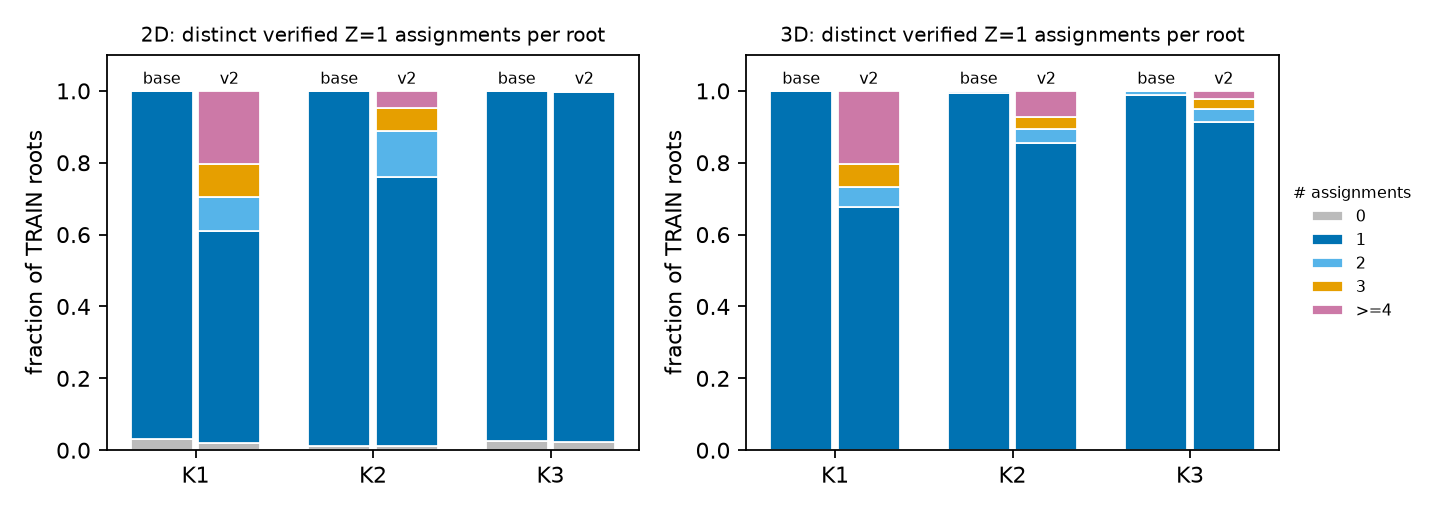 2D: distinct verified Z=1 assignments per root
base v2 base v2 base v2
1.0
0.8
0.6
0.4
0.2
0.0
fraction of TRAIN roots
K1 K2 K3
3D: distinct verified Z=1 assignments per root
base v2 base v2 base v2
1.0
0.8
0.6
0.4
0.2
0.0
fraction of TRAIN roots
K1 K2 K3
# assignments
0
1
2
3
>=4